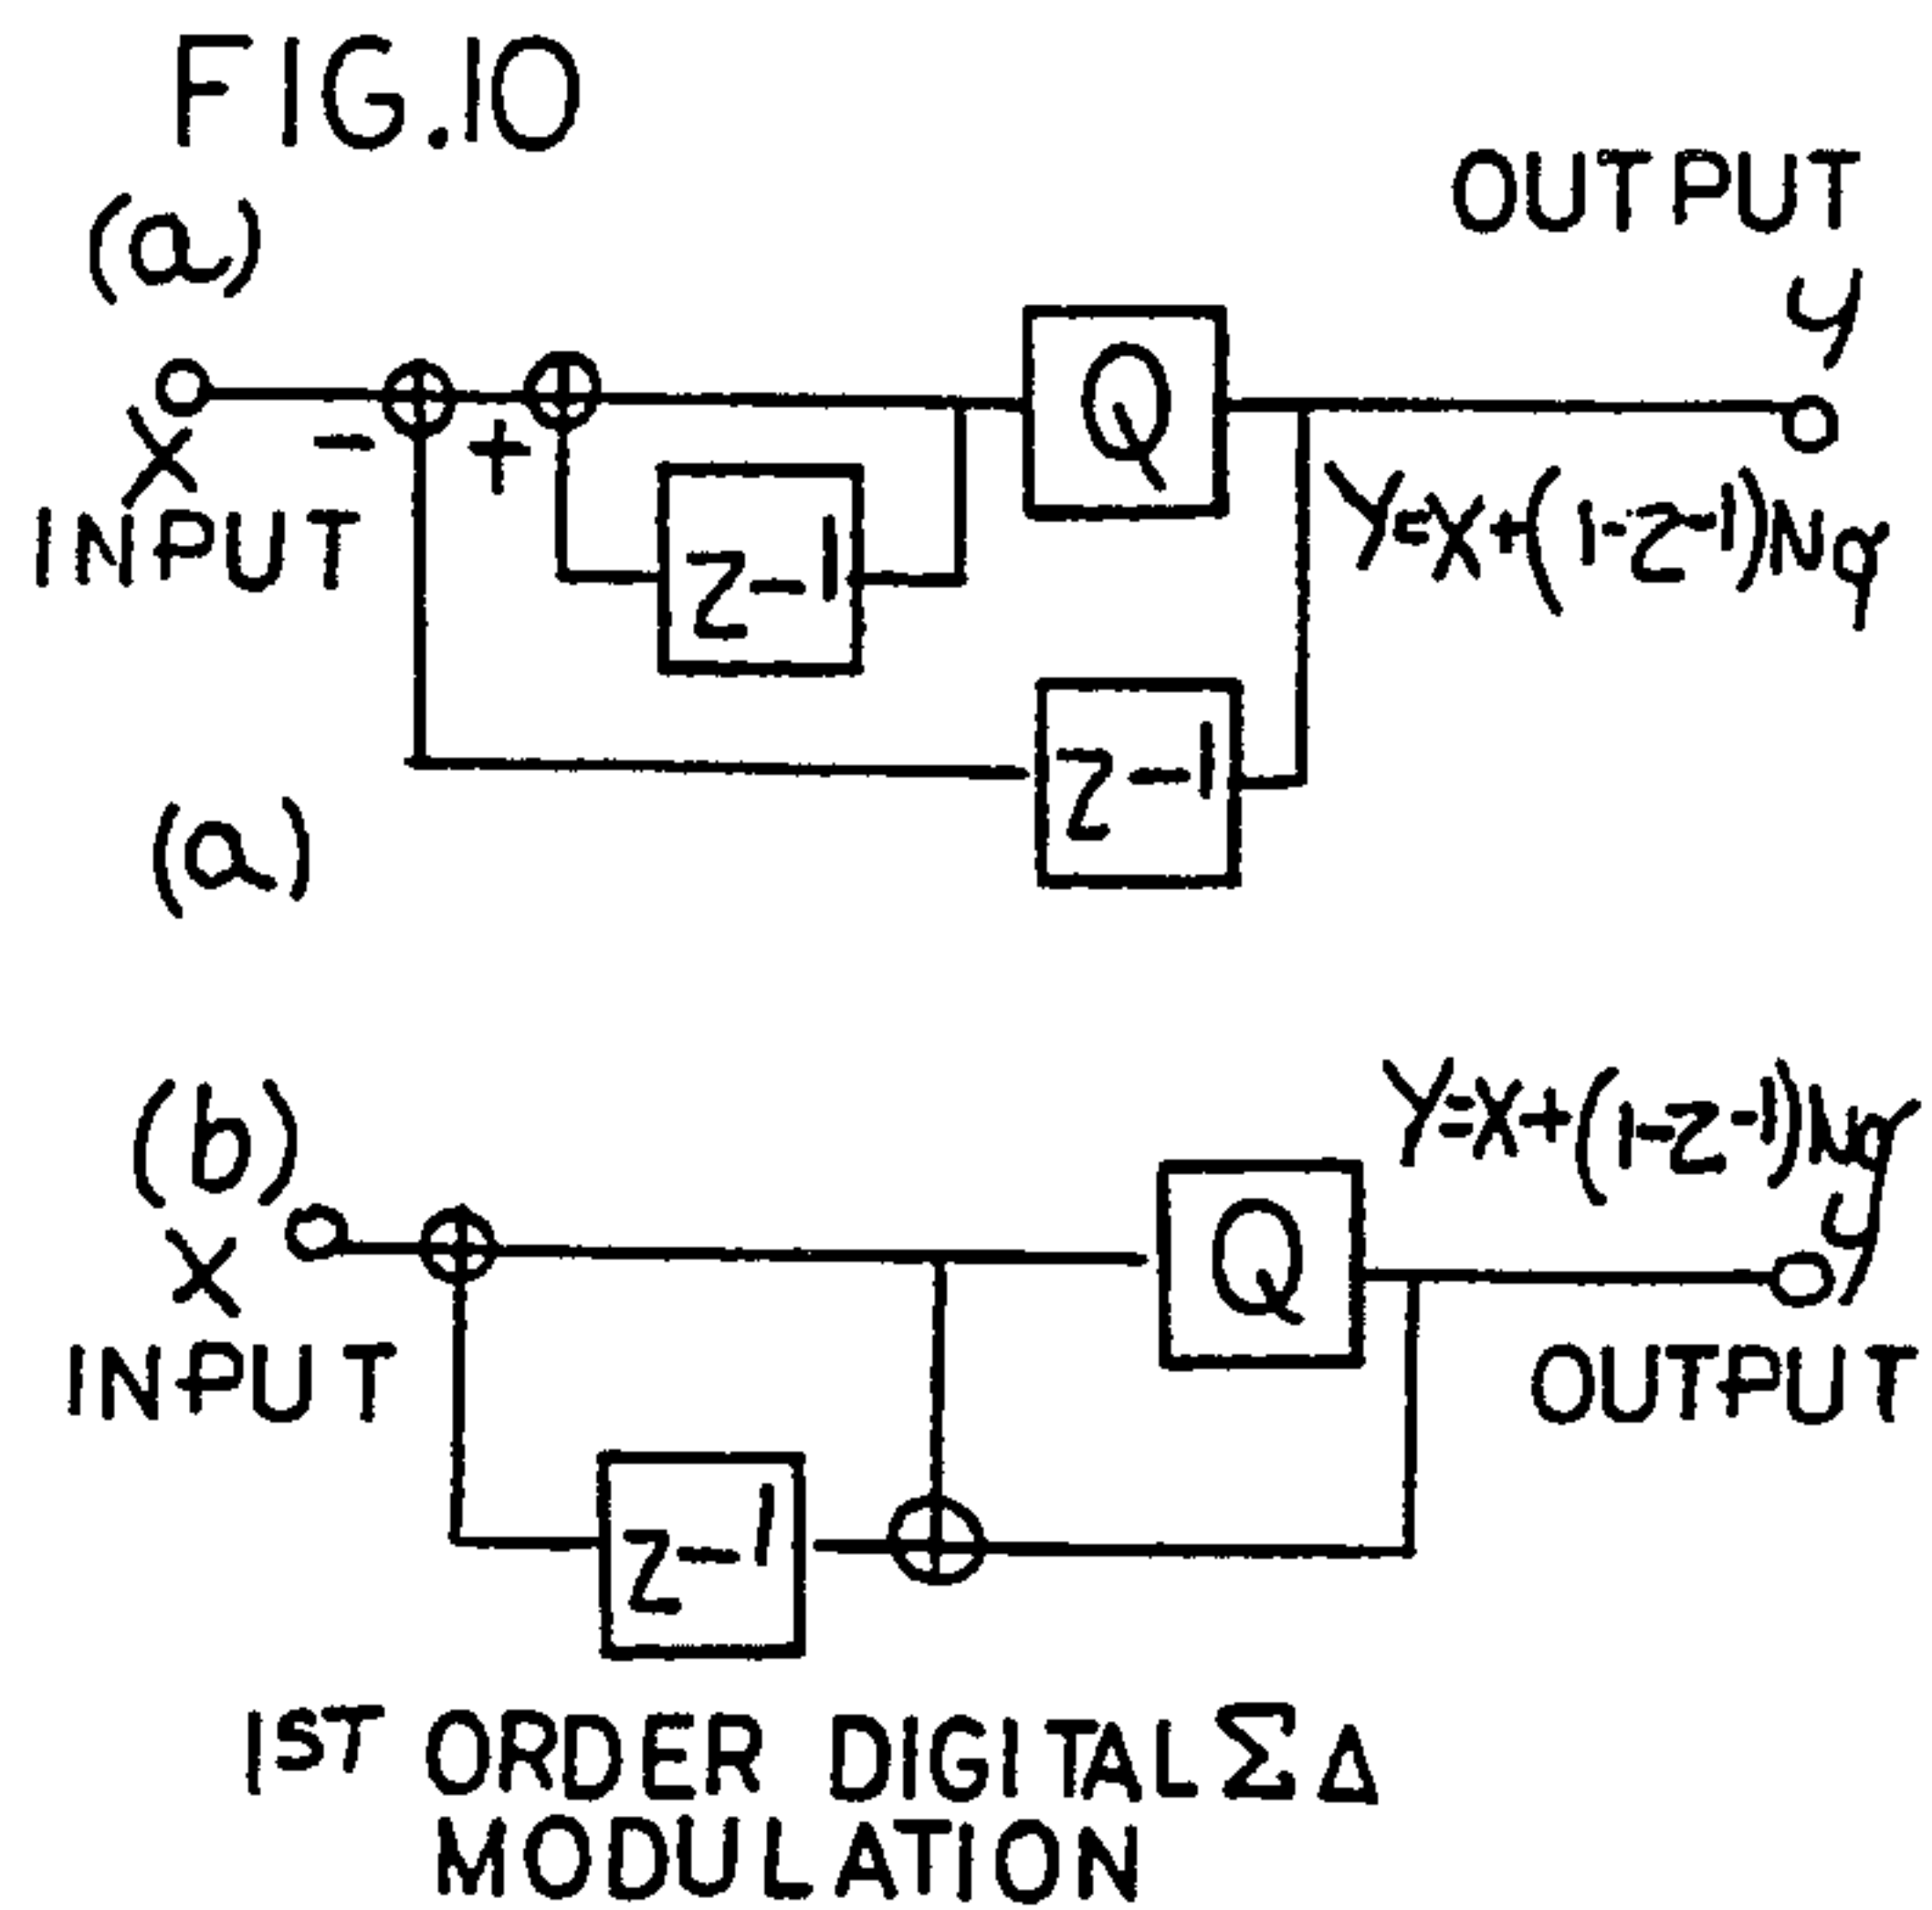 FIG.10
(a)
OUTPUT
y
X
INPUT
- +
Q
Z-1
Y=X+(1-Z-1)Nq
Z-1
(a)
(b)
Y=X+(1-Z-1)Nq
X
INPUT
Q
y
OUTPUT
Z-1
1ST ORDER DIGITAL Σ Δ
MODULATION